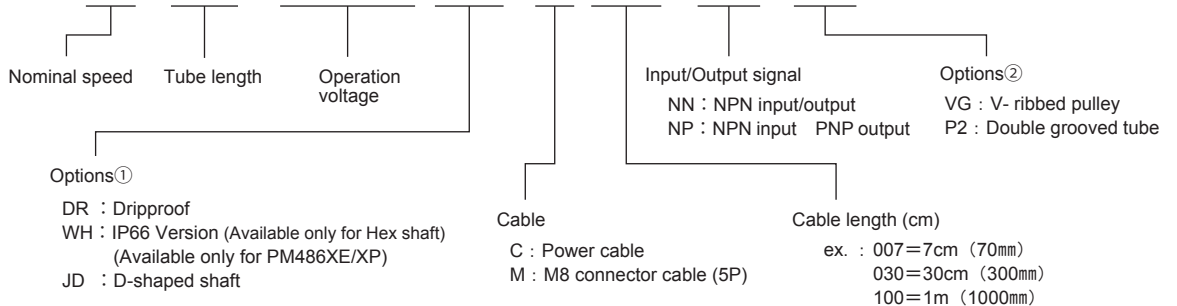 Nominal speed
Tube length
Operation
voltage
Input/Output signal
NN：NPN input/output
NP：NPN input PNP output
Options②
VG：V- ribbed pulley
P2：Double grooved tube
Options①
DR ：Dripproof
WH：IP66 Version (Available only for Hex shaft)
(Available only for PM486XE/XP)
JD ：D-shaped shaft
Cable
C：Power cable
M：M8 connector cable (5P)
Cable length (cm)
ex. ：007＝7cm（70㎜）
030＝30cm（300㎜）
100＝1m（1000㎜）